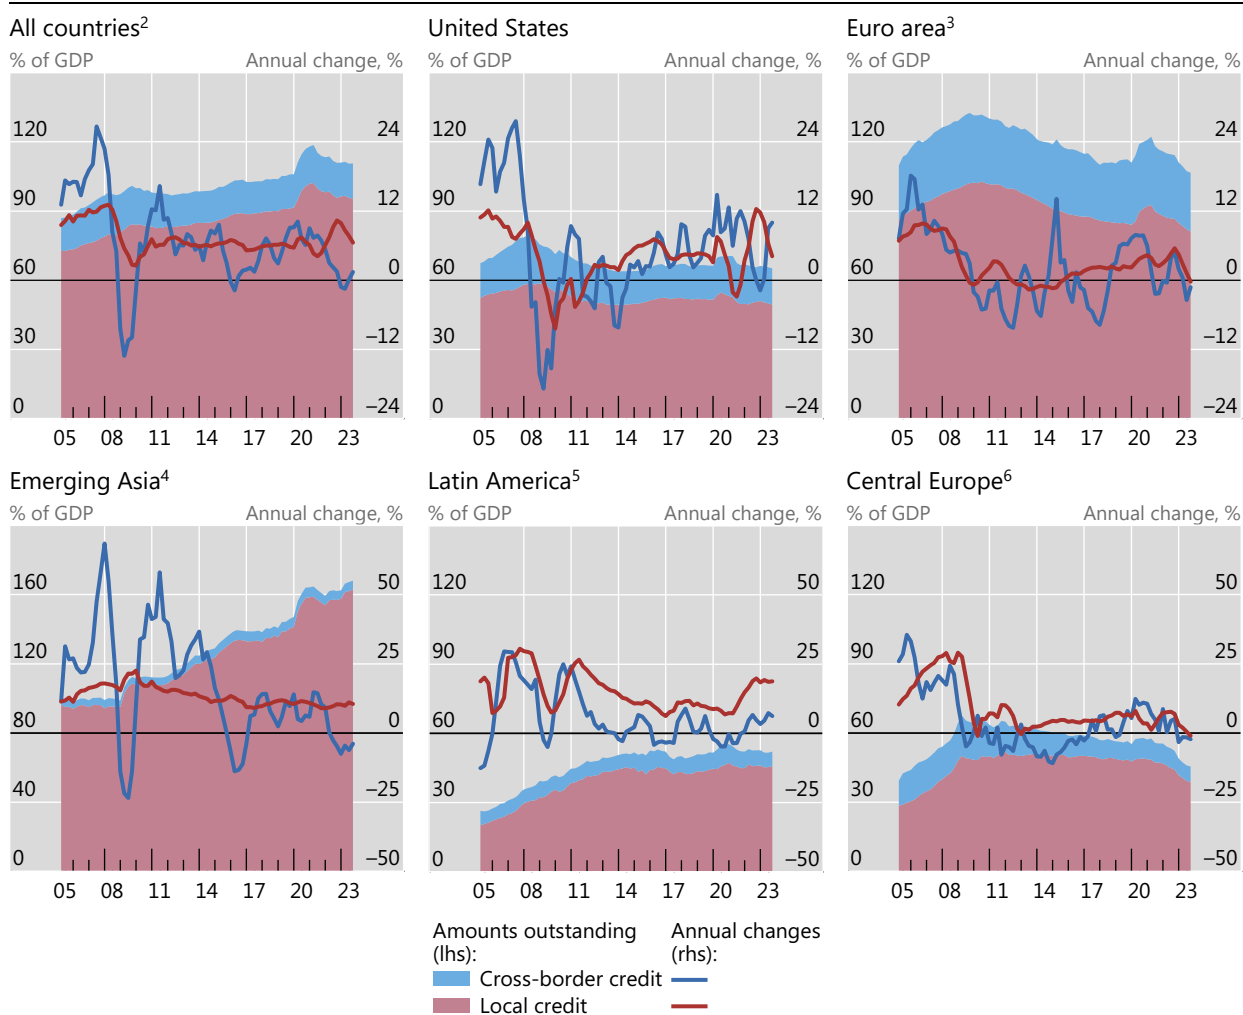 All countries² United States Euro area³
% of GDP Annual change, % % of GDP Annual change, % % of GDP Annual change, %
120 24 120 24 120 24
90 12 90 12 90 12
60 0 60 0 60 0
30 −12 30 −12 30 −12
0 −24 0 −24 0 −24
05 08 11 14 17 20 23 05 08 11 14 17 20 23 05 08 11 14 17 20 23
Emerging Asia⁴ Latin America⁵ Central Europe⁶
% of GDP Annual change, % % of GDP Annual change, % % of GDP Annual change, %
160 50 120 50 120 50
120 25 90 25 90 25
80 0 60 0 60 0
40 −25 30 −25 30 −25
0 −50 0 −50 0 −50
05 08 11 14 17 20 23 05 08 11 14 17 20 23 05 08 11 14 17 20 23
Amounts outstanding Annual changes
(lhs): (rhs):
Cross-border credit
Local credit